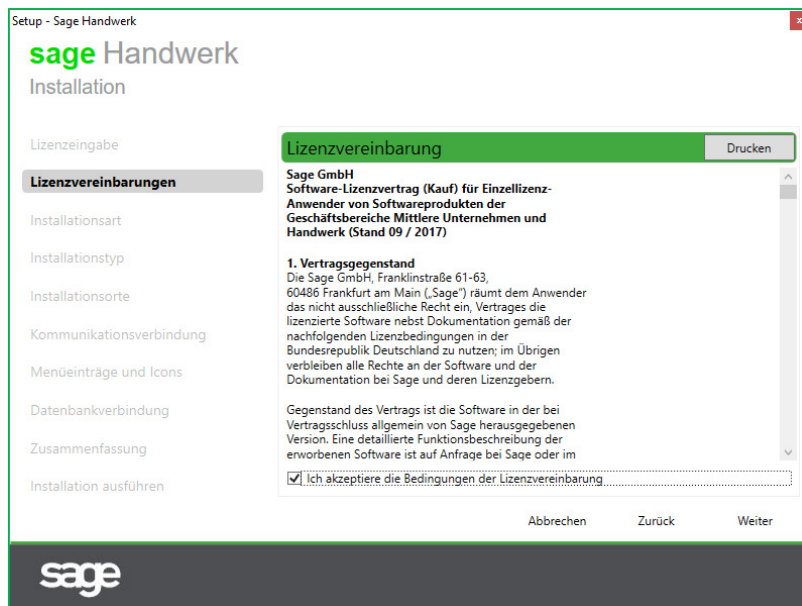 Setup - Sage Handwerk
x
sage Handwerk
Installation
Lizenzeingabe
Lizenzvereinbarungen
Installationsart
Installationstyp
Installationsorte
Kommunikationsverbindung
Menüeinträge und Icons
Datenbankverbindung
Zusammenfassung
Installation ausführen
Lizenzvereinbarung
Drucken
Sage GmbH
Software-Lizenzvertrag (Kauf) für Einzellizenz-
Anwender von Softwareprodukten der
Geschäftsbereiche Mittlere Unternehmen und
Handwerk (Stand 09 / 2017)
1. Vertragsgegenstand
Die Sage GmbH, Franklinstraße 61-63,
60486 Frankfurt am Main („Sage“) räumt dem Anwender
das nicht ausschließliche Recht ein, Vertrages die
lizenzierte Software nebst Dokumentation gemäß der
nachfolgenden Lizenzbedingungen in der
Bundesrepublik Deutschland zu nutzen; im Übrigen
verbleiben alle Rechte an der Software und der
Dokumentation bei Sage und deren Lizenzgebern.
Gegenstand des Vertrags ist die Software in der bei
Vertragsschluss allgemein von Sage herausgegebenen
Version. Eine detaillierte Funktionsbeschreibung der
erworbenen Software ist auf Anfrage bei Sage oder im
Ich akzeptiere die Bedingungen der Lizenzvereinbarung
Abbrechen
Zurück
Weiter
sage